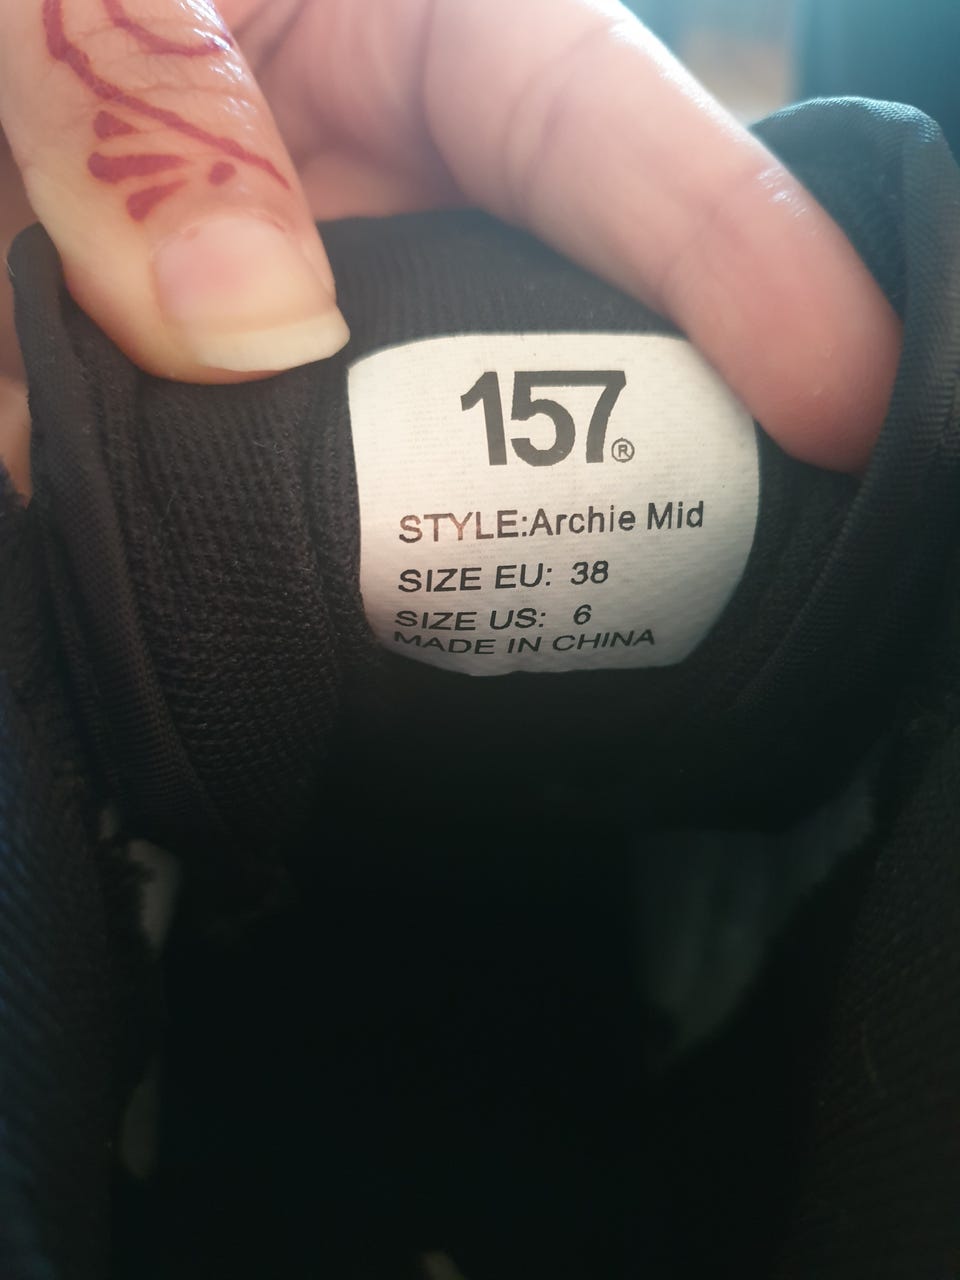 157®
STYLE:Archie Mid
SIZE EU: 38
SIZE US: 6
MADE IN CHINA